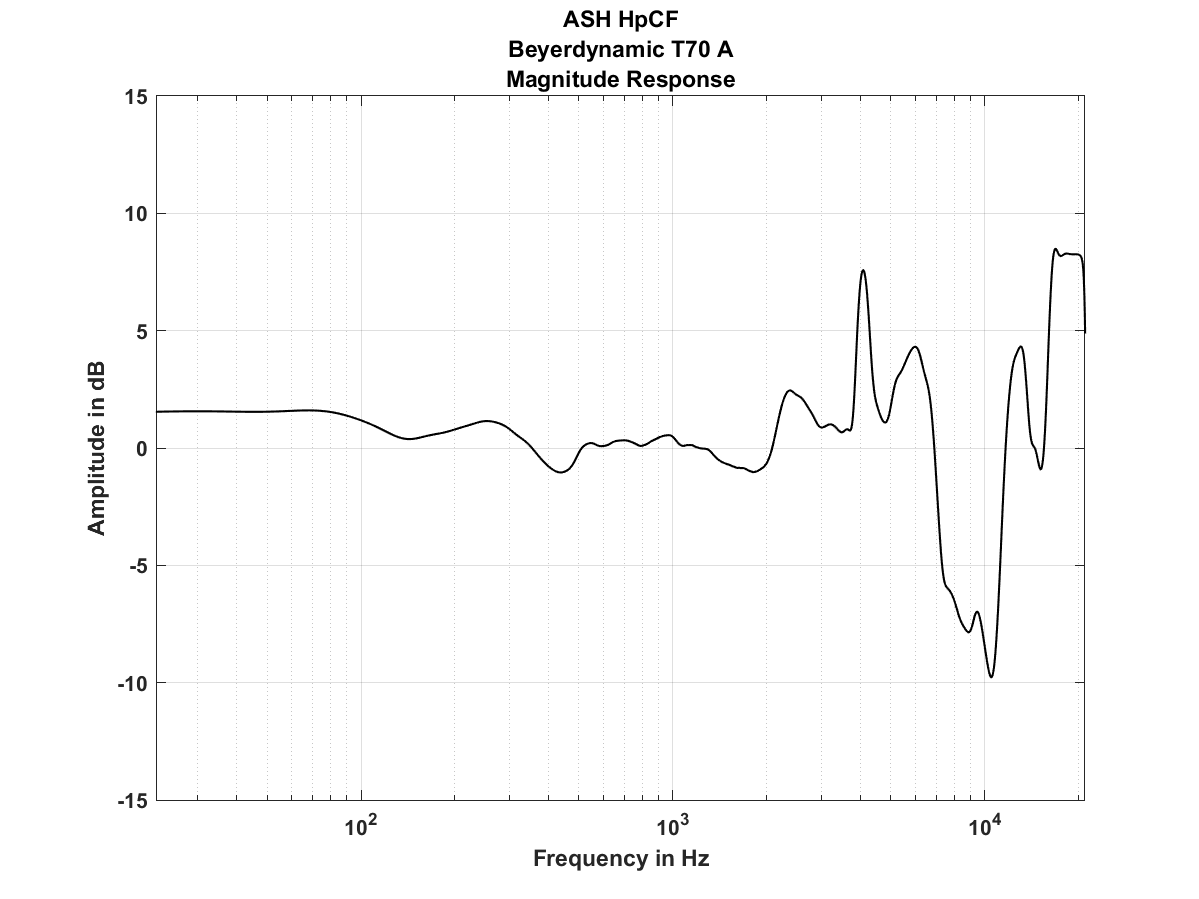 ASH HpCF
Beyerdynamic T70 A
Magnitude Response
15
10
5
0
-5
-10
-15
Amplitude in dB
10² 10³ 10⁴
Frequency in Hz